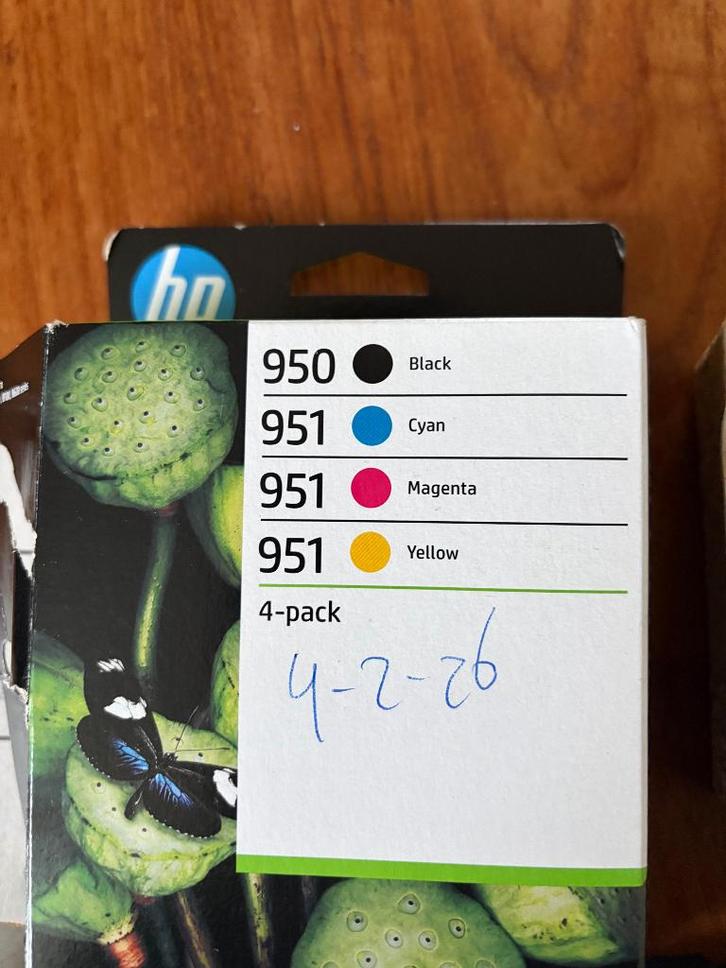 hp
950 Black
951 Cyan
951 Magenta
951 Yellow
4-pack
4-2-26